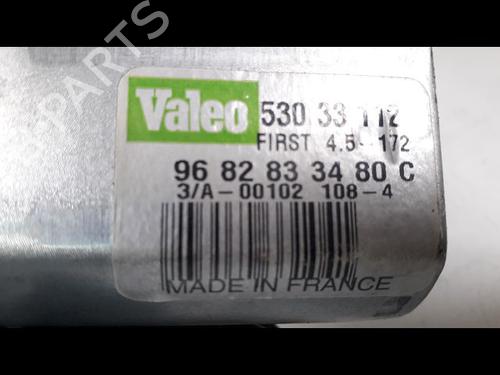 Valeo 530 33 112
FIRST 4.5-172
96 82 83 34 80 C
3/A-00102 108-4
MADE IN FRANCE